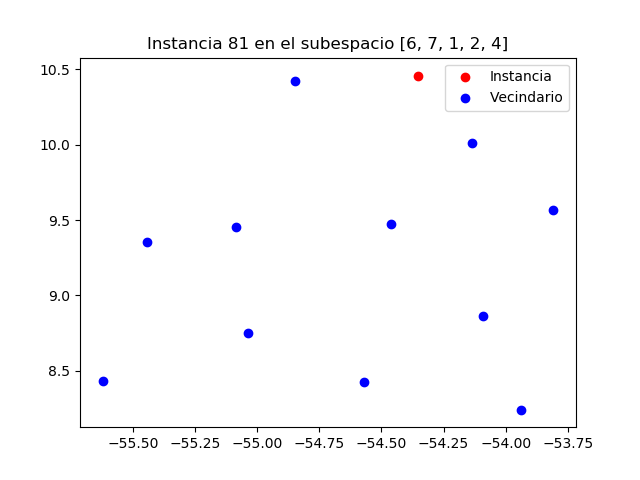 Instancia 81 en el subespacio [6, 7, 1, 2, 4]
Instancia
Vecindario
10.5
10.0
9.5
9.0
8.5
−55.50 −55.25 −55.00 −54.75 −54.50 −54.25 −54.00 −53.75